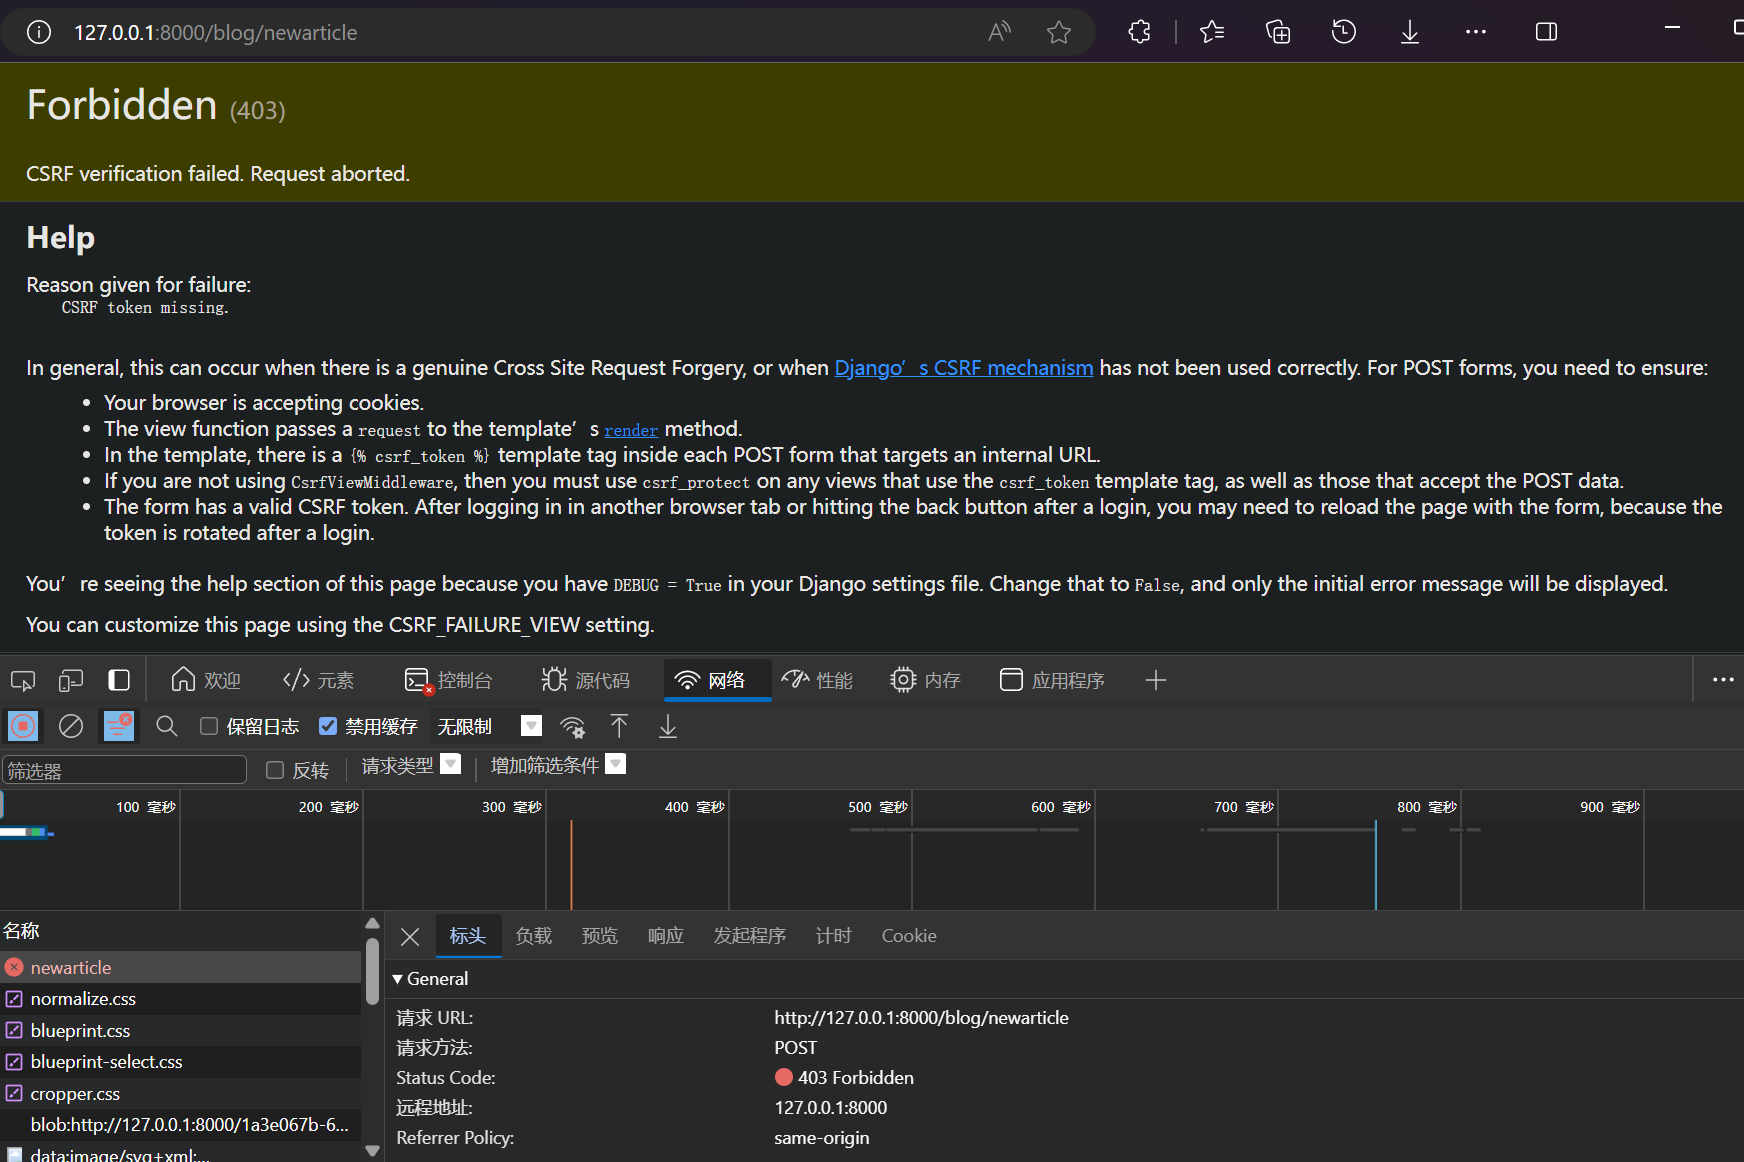 127.0.0.1:8000/blog/newarticle
Forbidden (403)
CSRF verification failed. Request aborted.
Help
Reason given for failure:
CSRF token missing.
In general, this can occur when there is a genuine Cross Site Request Forgery, or when Django’s CSRF mechanism has not been used correctly. For POST forms, you need to ensure:
• Your browser is accepting cookies.
• The view function passes a request to the template’s render method.
• In the template, there is a {% csrf_token %} template tag inside each POST form that targets an internal URL.
• If you are not using CsrfViewMiddleware, then you must use csrf_protect on any views that use the csrf_token template tag, as well as those that accept the POST data.
• The form has a valid CSRF token. After logging in in another browser tab or hitting the back button after a login, you may need to reload the page with the form, because the
token is rotated after a login.
You’re seeing the help section of this page because you have DEBUG = True in your Django settings file. Change that to False, and only the initial error message will be displayed.
You can customize this page using the CSRF_FAILURE_VIEW setting.
欢迎 元素 控制台 源代码 网络 性能 内存 应用程序
保留日志 禁用缓存 无限制
筛选器 反转 请求类型 增加筛选条件
100 毫秒 200 毫秒 300 毫秒 400 毫秒 500 毫秒 600 毫秒 700 毫秒 800 毫秒 900 毫秒
名称
newarticle
normalize.css
blueprint.css
blueprint-select.css
cropper.css
blob:http://127.0.0.1:8000/1a3e067b-6...
data:image/svg+xml;...
标头 负载 预览 响应 发起程序 计时 Cookie
General
请求 URL: http://127.0.0.1:8000/blog/newarticle
请求方法: POST
Status Code: 403 Forbidden
远程地址: 127.0.0.1:8000
Referrer Policy: same-origin